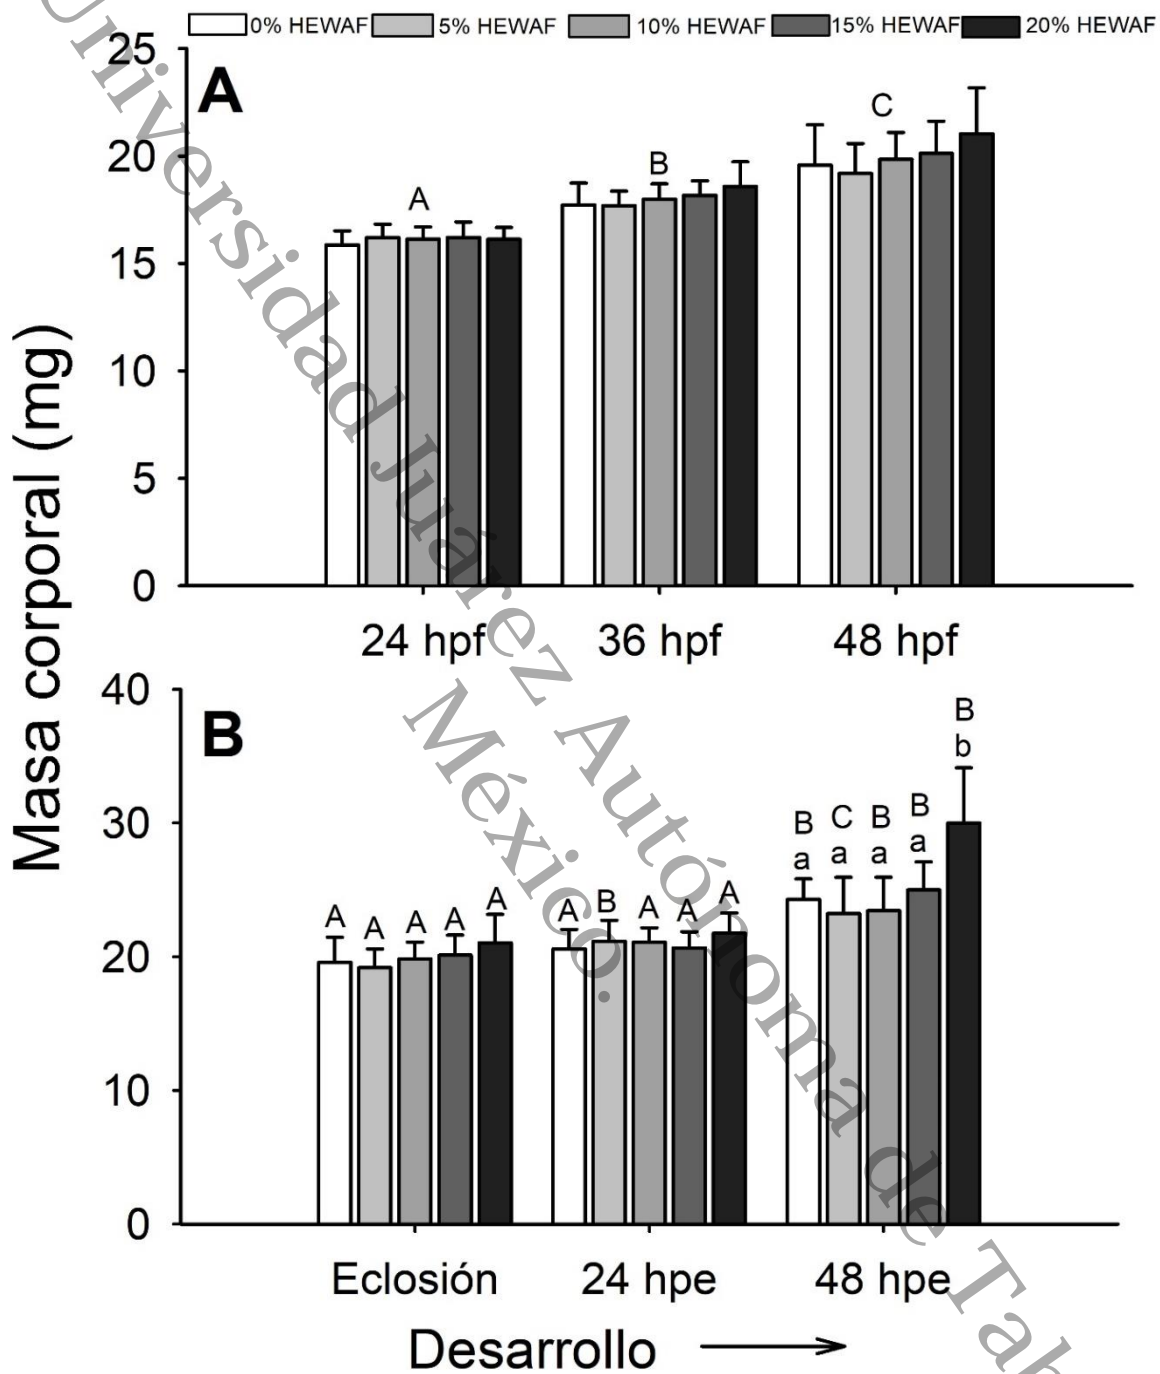 0% HEWAF 5% HEWAF 10% HEWAF 15% HEWAF 20% HEWAF
25
A
20
C
B
A
15
10
5
0
24 hpf 36 hpf 48 hpf
Masa corporal (mg)
40
B
B
b
30
B C B B
a a a a
A A A A A A B A A A
20
10
0
Eclosión 24 hpe 48 hpe
Desarrollo
Universidad Juárez Autónoma de Tab
México.